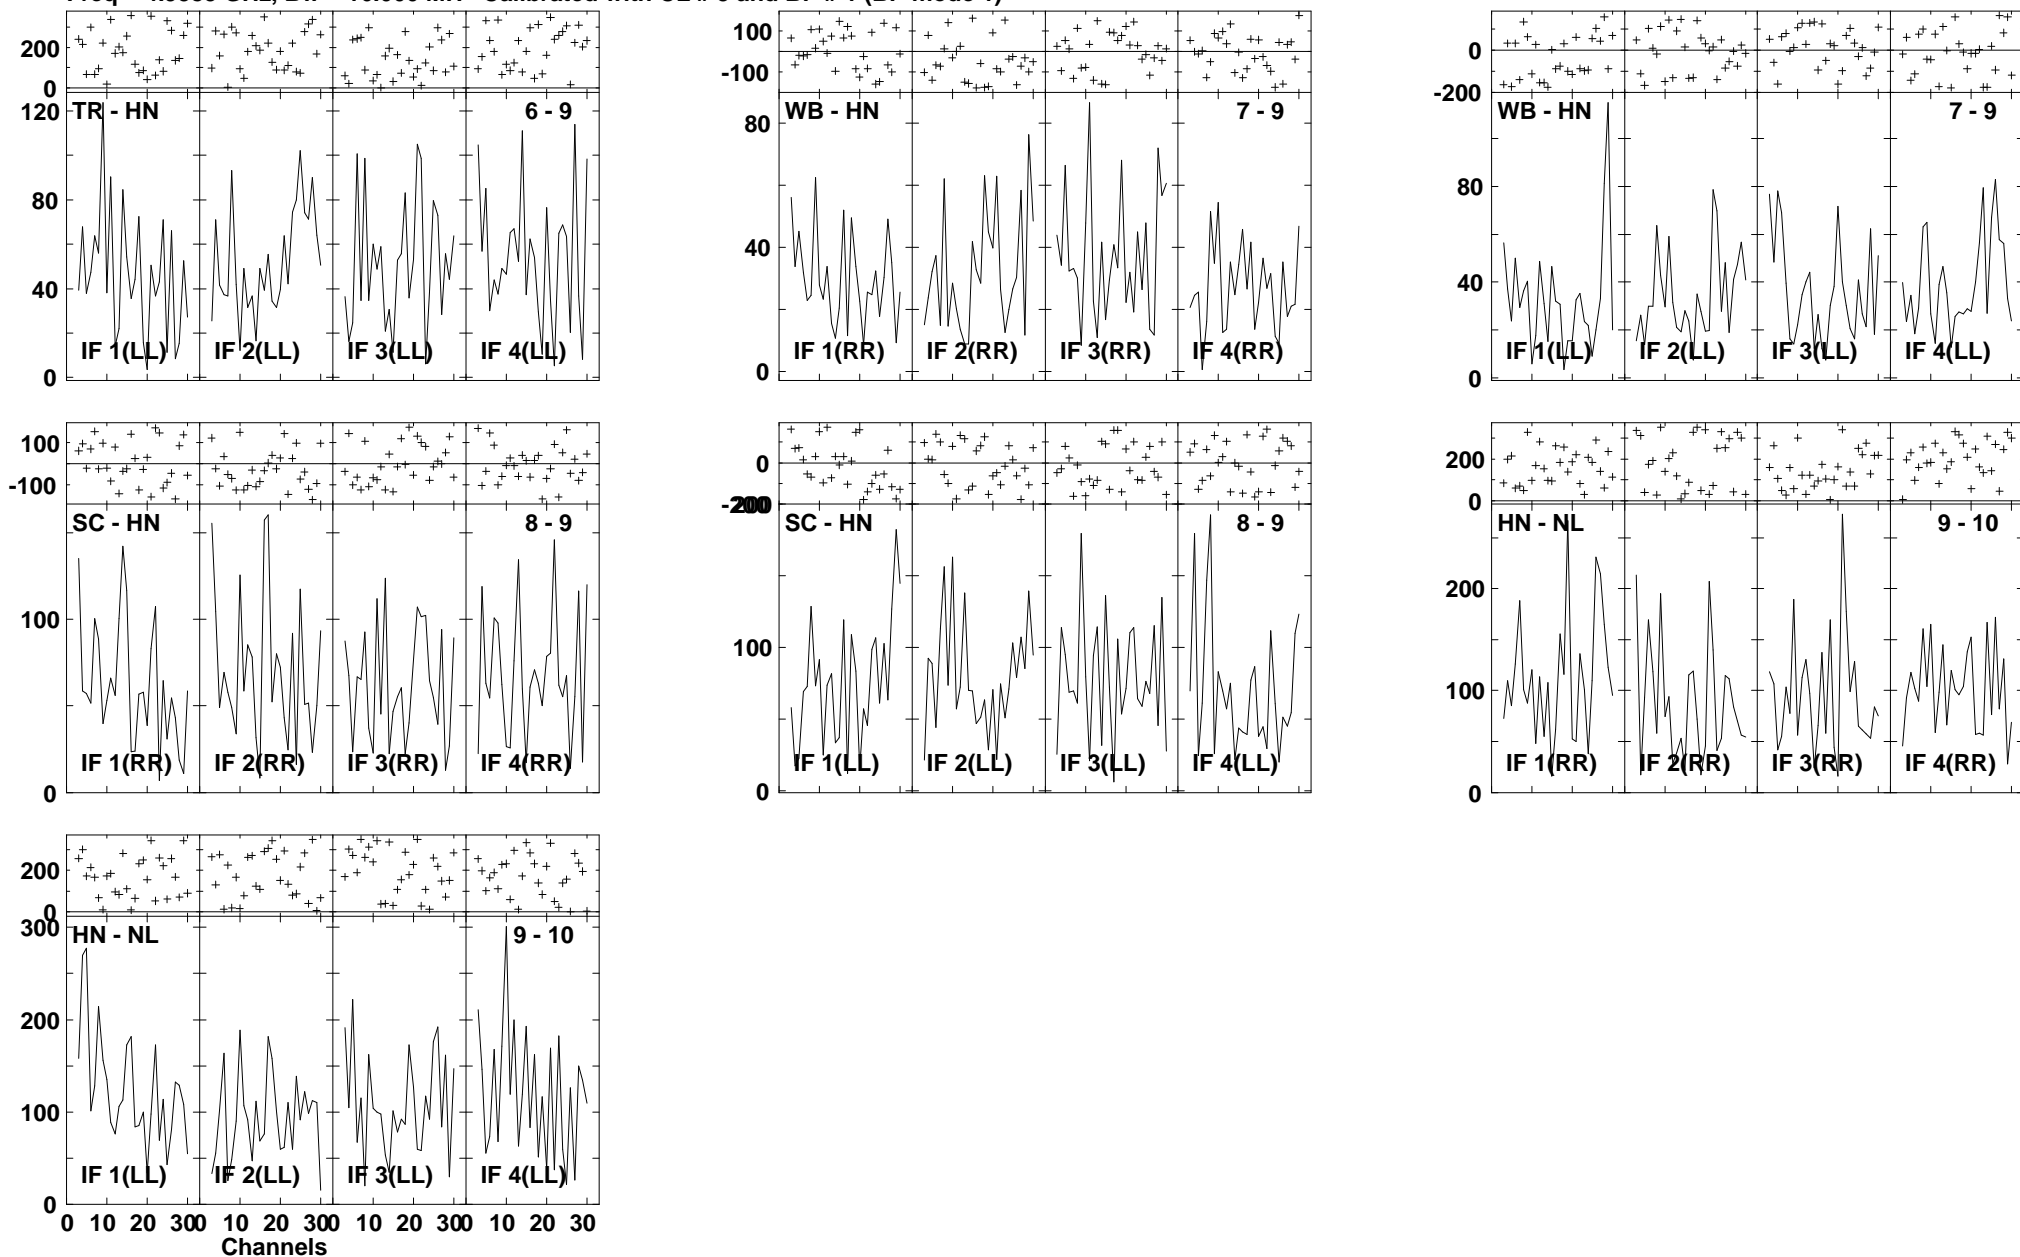 200
0
120
80
40
0
TR - HN
6 - 9
IF 1(LL)
IF 2(LL)
IF 3(LL)
IF 4(LL)
100
-100
80
40
0
WB - HN
7 - 9
IF 1(RR)
IF 2(RR)
IF 3(RR)
IF 4(RR)
0
-200
80
40
0
WB - HN
7 - 9
IF 1(LL)
IF 2(LL)
IF 3(LL)
IF 4(LL)
100
-100
100
0
SC - HN
8 - 9
IF 1(RR)
IF 2(RR)
IF 3(RR)
IF 4(RR)
0
-200
200
100
0
SC - HN
8 - 9
IF 1(LL)
IF 2(LL)
IF 3(LL)
IF 4(LL)
200
0
200
100
0
HN - NL
9 - 10
IF 1(RR)
IF 2(RR)
IF 3(RR)
IF 4(RR)
200
0
300
200
100
0
HN - NL
9 - 10
IF 1(LL)
IF 2(LL)
IF 3(LL)
IF 4(LL)
0 10 20 30 0 10 20 30 0 10 20 30 0 10 20 30
Channels